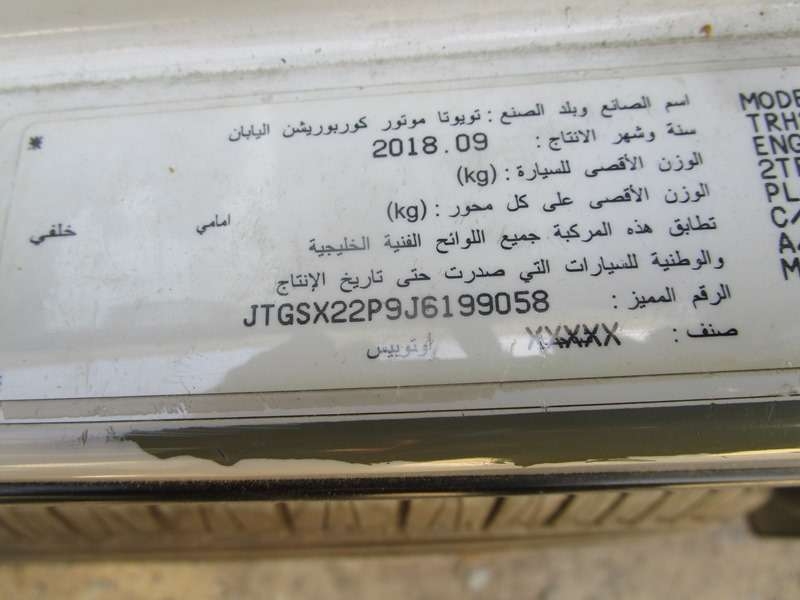 اسم الصانع وبلد الصنع : تويوتا موتور كوربوريشن اليابان
سنة وشهر الانتاج : 2018.09
الوزن الأقصى للسيارة : (kg)
الوزن الأقصى على كل محور : (kg)
امامي خلفي
تطابق هذه المركبة جميع اللوائح الفنية الخليجية
والوطنية للسيارات التي صدرت حتى تاريخ الإنتاج
الرقم المميز : JTGSX22P9J6199058
صنف : XXXXX أوتوبيس
MODE
TRH
ENG
2TR
PL
C/
A
M